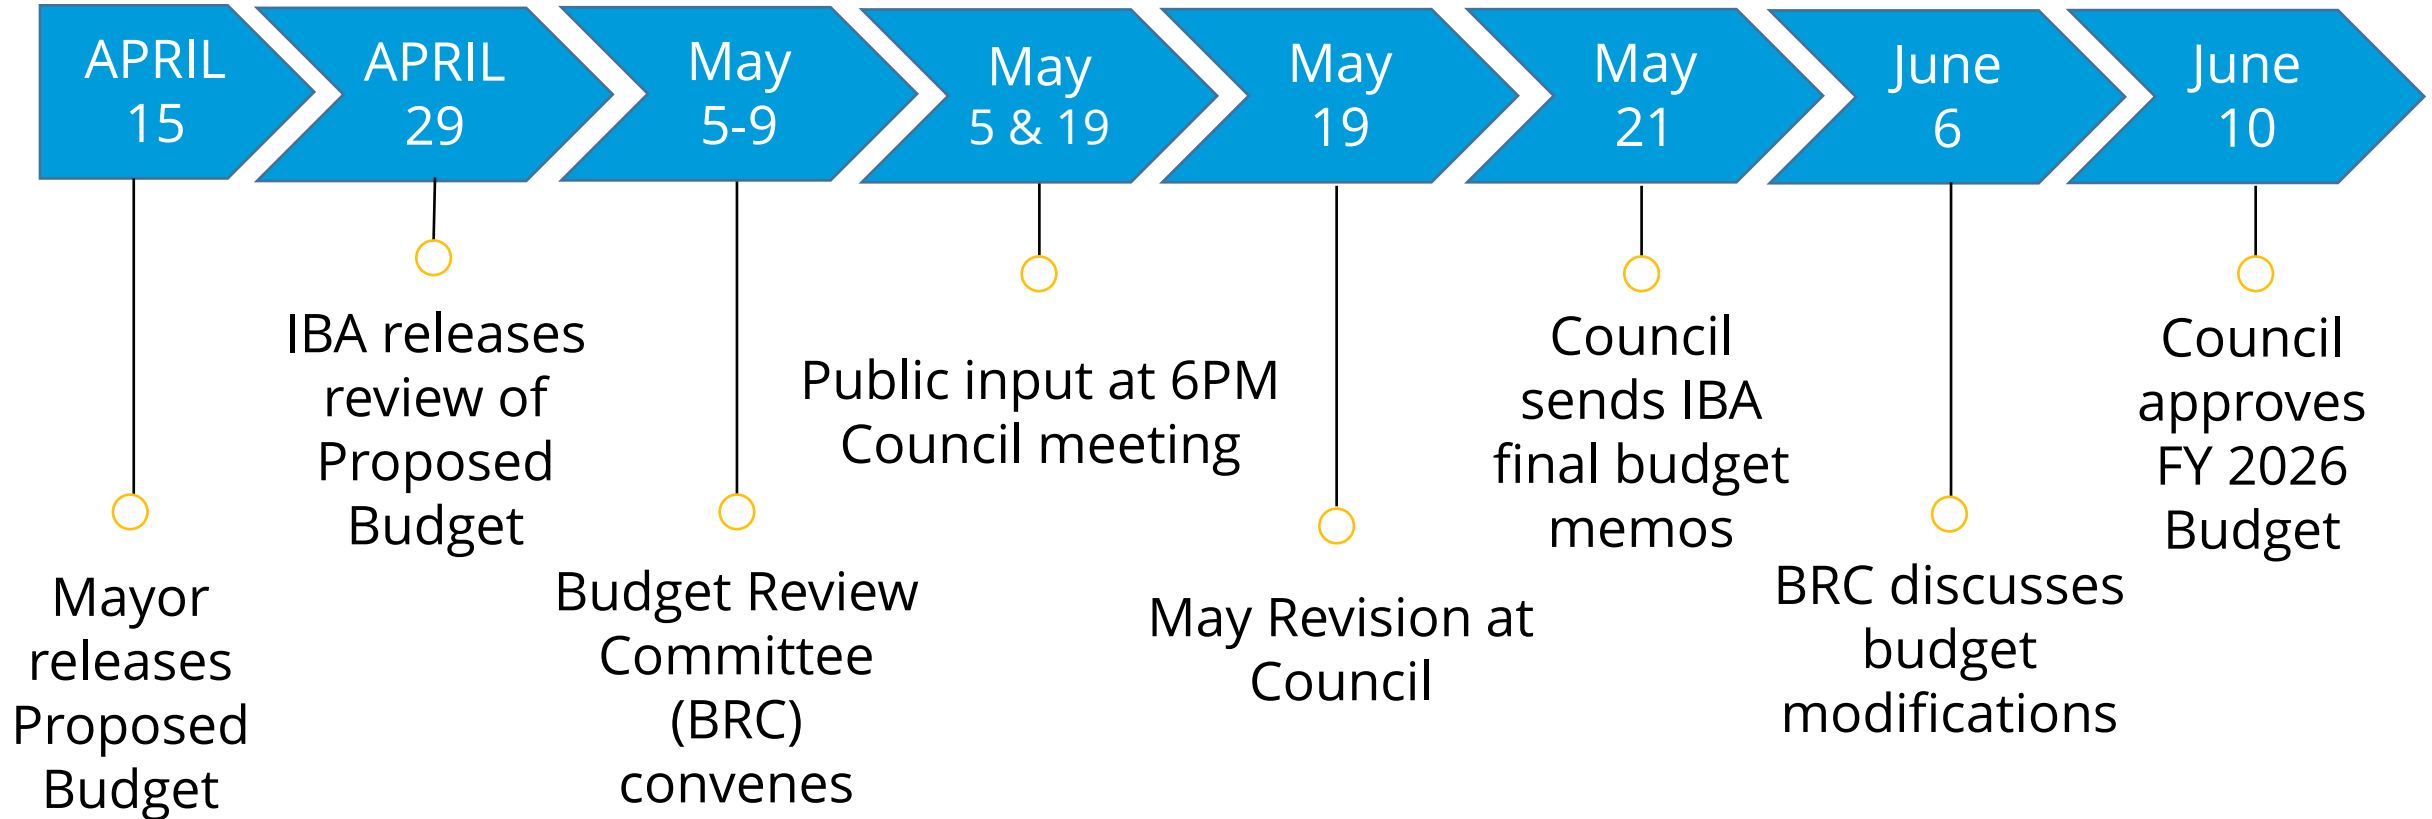 APRIL
15
APRIL
29
May
5-9
May
5 & 19
May
19
May
21
June
6
June
10
Mayor
releases
Proposed
Budget
IBA releases
review of
Proposed
Budget
Budget Review
Committee
(BRC)
convenes
Public input at 6PM
Council meeting
May Revision at
Council
Council
sends IBA
final budget
memos
BRC discusses
budget
modifications
Council
approves
FY 2026
Budget